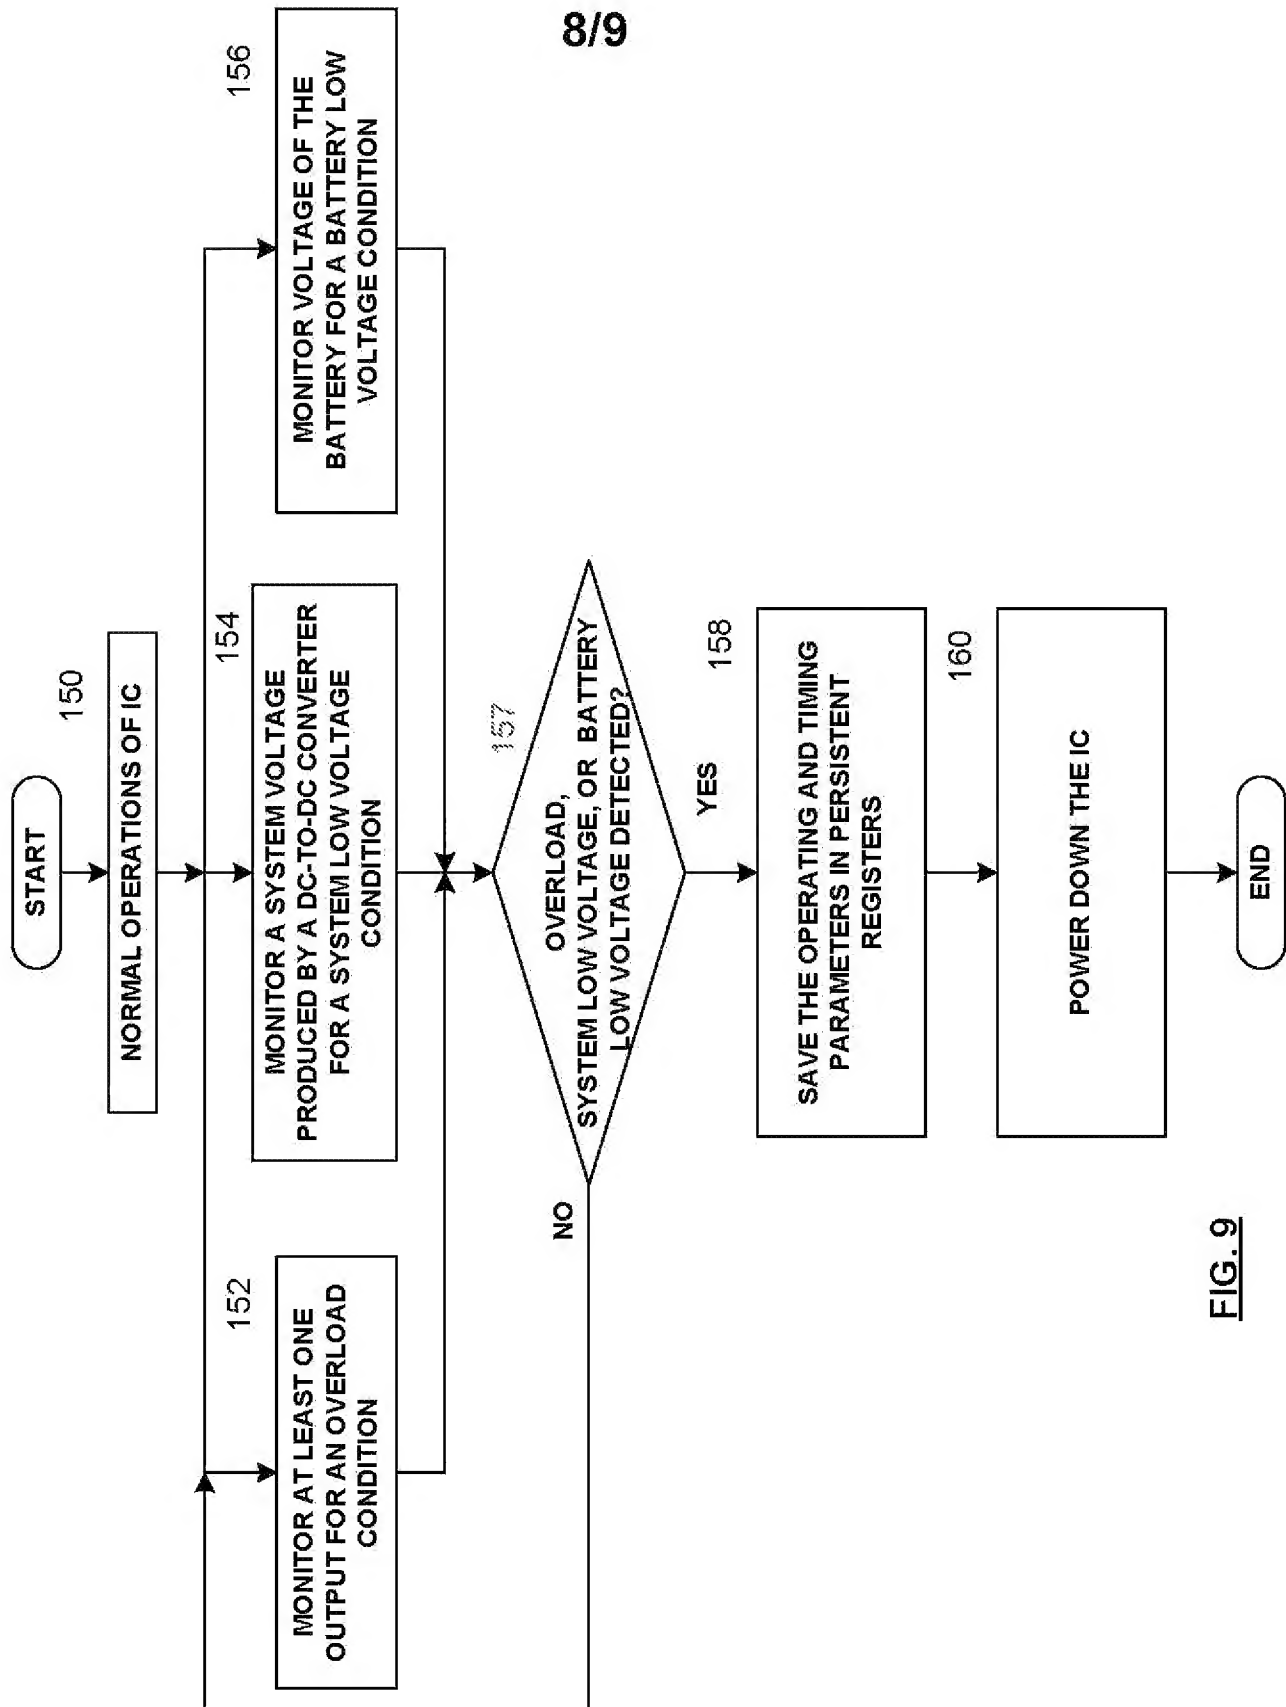 8/9
START
150
NORMAL OPERATIONS OF IC
152
MONITOR AT LEAST ONE
OUTPUT FOR AN OVERLOAD
CONDITION
154
MONITOR A SYSTEM VOLTAGE
PRODUCED BY A DC-TO-DC CONVERTER
FOR A SYSTEM LOW VOLTAGE
CONDITION
156
MONITOR VOLTAGE OF THE
BATTERY FOR A BATTERY LOW
VOLTAGE CONDITION
157
OVERLOAD,
SYSTEM LOW VOLTAGE, OR BATTERY
LOW VOLTAGE DETECTED?
NO
YES
158
SAVE THE OPERATING AND TIMING
PARAMETERS IN PERSISTENT
REGISTERS
160
POWER DOWN THE IC
END
FIG. 9